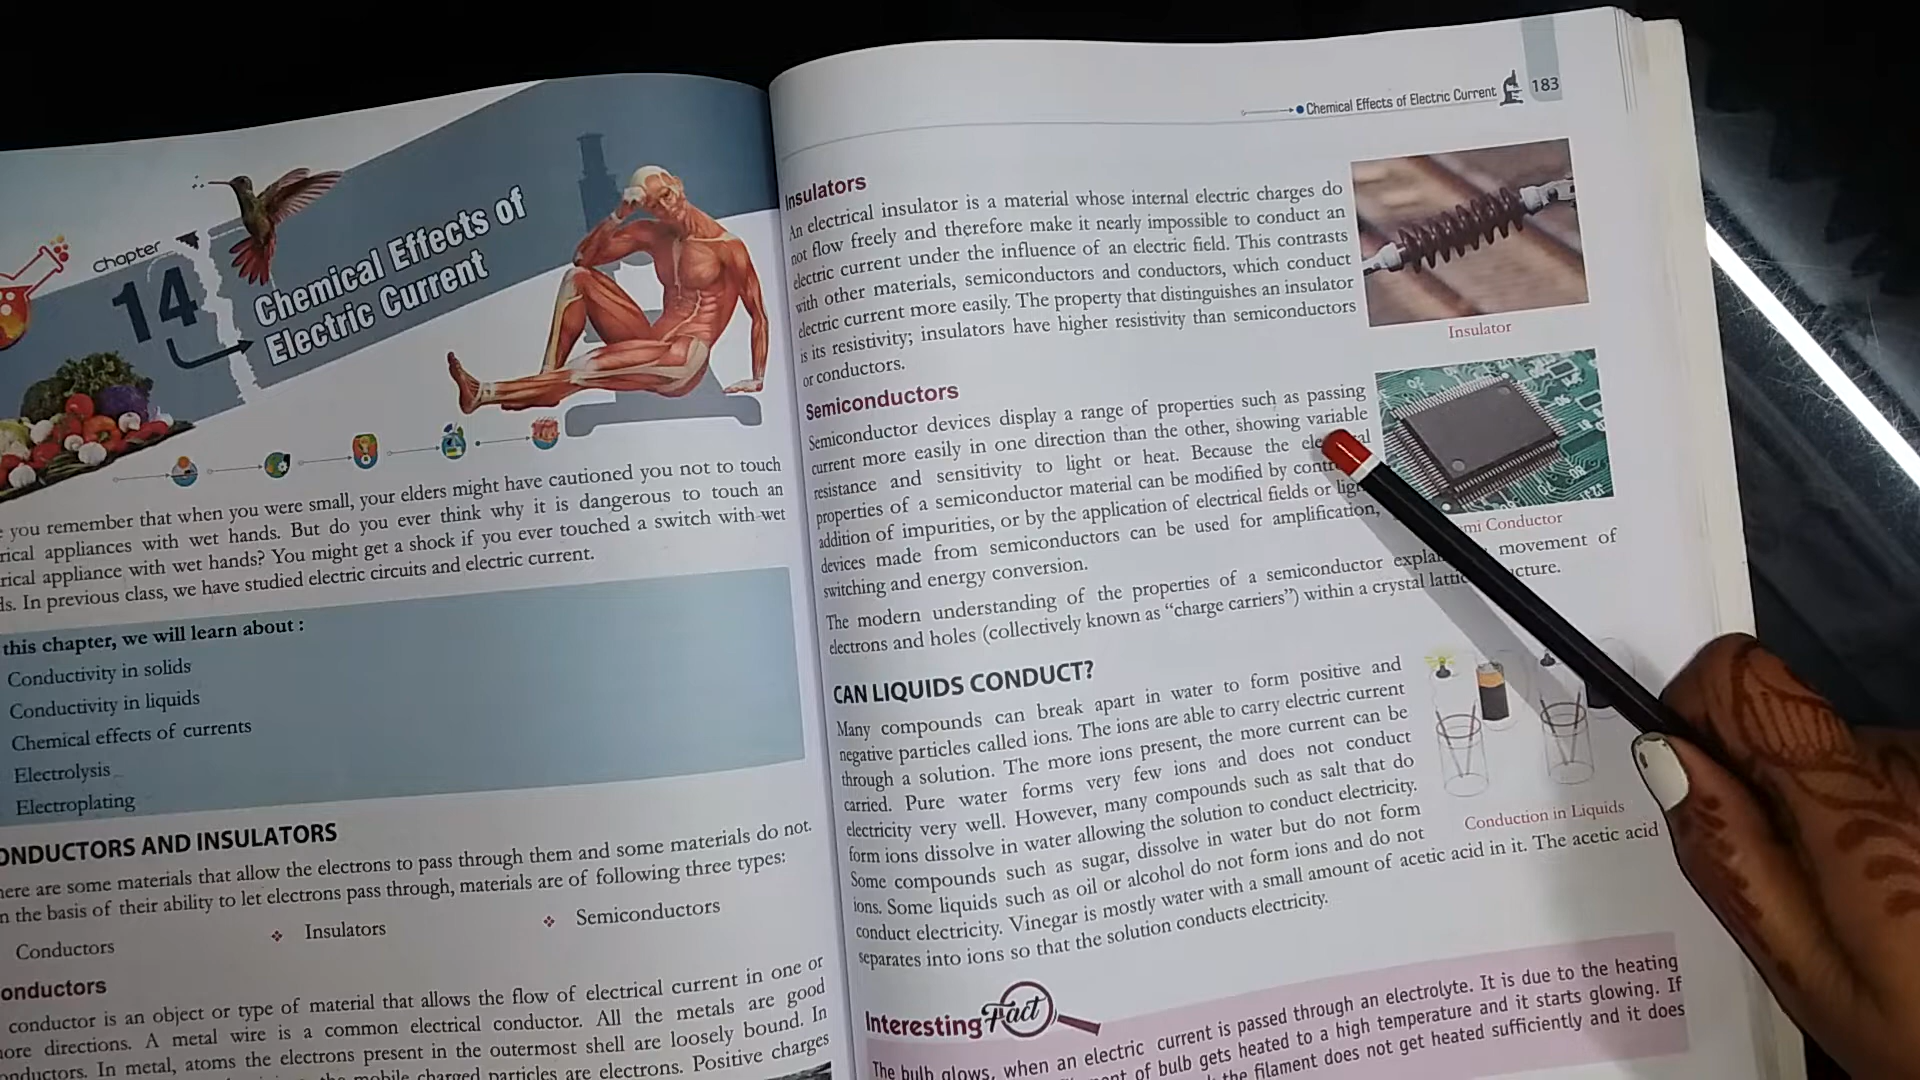 chapter
14
Chemical Effects of
Electric Current
you remember that when you were small, your elders might have cautioned you not to touch
rical appliances with wet hands. But do you ever think why it is dangerous to touch an
rical appliance with wet hands? You might get a shock if you ever touched a switch with wet
ds. In previous class, we have studied electric circuits and electric current.
this chapter, we will learn about :
Conductivity in solids
Conductivity in liquids
Chemical effects of currents
Electrolysis
Electroplating
ONDUCTORS AND INSULATORS
here are some materials that allow the electrons to pass through them and some materials do not.
n the basis of their ability to let electrons pass through, materials are of following three types:
Conductors
❖ Insulators
❖ Semiconductors
onductors
conductor is an object or type of material that allows the flow of electrical current in one or
ore directions. A metal wire is a common electrical conductor. All the metals are good
onductors. In metal, atoms the electrons present in the outermost shell are loosely bound. In
mobile charged particles are electrons. Positive charges
Chemical Effects of Electric Current
183
Insulators
An electrical insulator is a material whose internal electric charges do
not flow freely and therefore make it nearly impossible to conduct an
electric current under the influence of an electric field. This contrasts
with other materials, semiconductors and conductors, which conduct
electric current more easily. The property that distinguishes an insulator
is its resistivity; insulators have higher resistivity than semiconductors
or conductors.
Insulator
Semiconductors
Semiconductor devices display a range of properties such as passing
current more easily in one direction than the other, showing variable
resistance and sensitivity to light or heat. Because the ele al
properties of a semiconductor material can be modified by contr
addition of impurities, or by the application of electrical fields or ligh
devices made from semiconductors can be used for amplification,
switching and energy conversion.
mi Conductor
The modern understanding of the properties of a semiconductor explai movement of
electrons and holes (collectively known as “charge carriers”) within a crystal lattic ucture.
CAN LIQUIDS CONDUCT?
Many compounds can break apart in water to form positive and
negative particles called ions. The ions are able to carry electric current
through a solution. The more ions present, the more current can be
carried. Pure water forms very few ions and does not conduct
electricity very well. However, many compounds such as salt that do
form ions dissolve in water allowing the solution to conduct electricity.
Some compounds such as sugar, dissolve in water but do not form
ions. Some liquids such as oil or alcohol do not form ions and do not
conduct electricity. Vinegar is mostly water with a small amount of acetic acid in it. The acetic acid
separates into ions so that the solution conducts electricity.
Conduction in Liquids
Interesting Fact
The bulb glows, when an electric current is passed through an electrolyte. It is due to the heating
nt of bulb gets heated to a high temperature and it starts glowing. If
the filament does not get heated sufficiently and it does